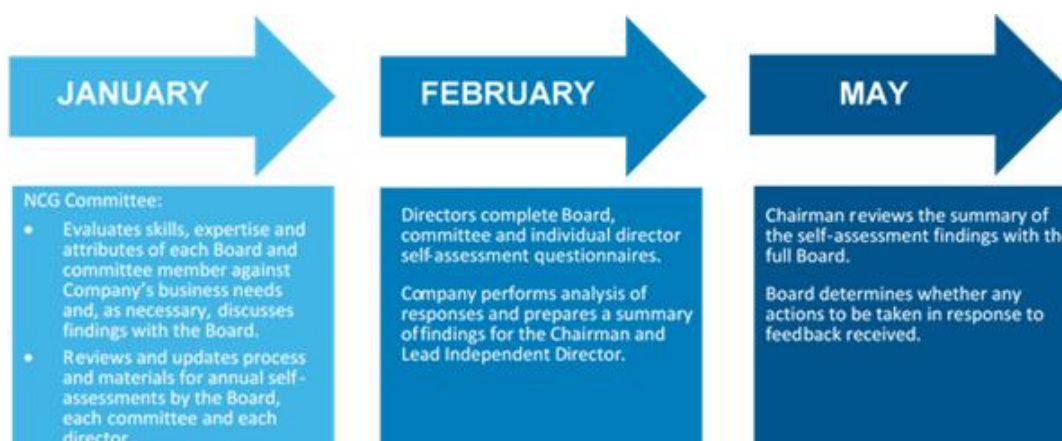 JANUARY
NCG Committee:
• Evaluates skills, expertise and
attributes of each Board and
committee member against
Company's business needs
and, as necessary, discusses
findings with the Board.
• Reviews and updates process
and materials for annual self-
assessments by the Board,
each committee and each
director.
FEBRUARY
Directors complete Board,
committee and individual director
self-assessment questionnaires.
Company performs analysis of
responses and prepares a summary
of findings for the Chairman and
Lead Independent Director.
MAY
Chairman reviews the summary of
the self-assessment findings with the
full Board.
Board determines whether any
actions to be taken in response to
feedback received.